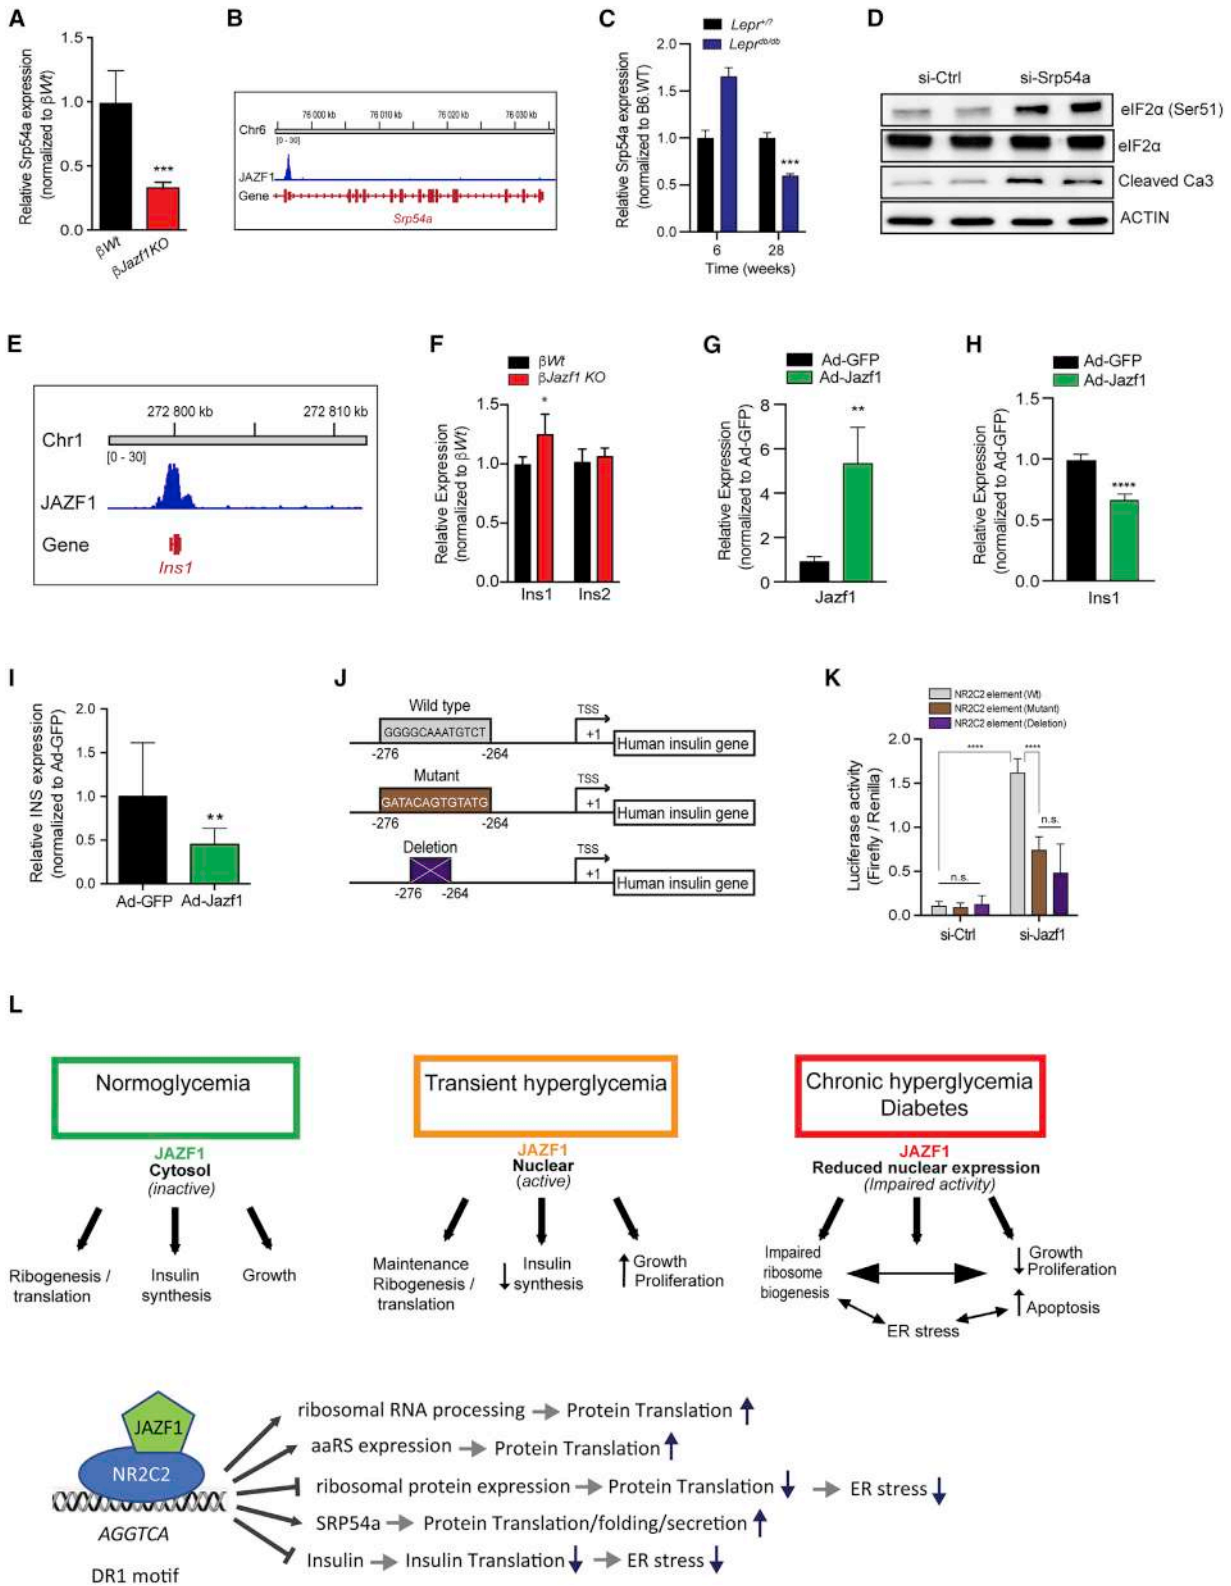 A
Relative Srp54a expression
(normalized to βWt)
1.5
1.0
0.5
0.0
***
βWt
βJazf1KO
B
76 000 kb
76 010 kb
76 020 kb
76 030 kb
Chr6
[0 - 30]
JAZF1
Gene
Srp54a
C
Lepr+/?
Leprdb/db
Relative Srp54a expression
(normalized to B6.WT)
2.0
1.5
1.0
0.5
0.0
***
6
28
Time (weeks)
D
si-Ctrl
si-Srp54a
eIF2α (Ser51)
eIF2α
Cleaved Ca3
ACTIN
E
272 800 kb
272 810 kb
Chr1
[0 - 30]
JAZF1
Gene
Ins1
F
βWt
βJazf1 KO
Relative Expression
(normalized to βWt)
1.5
1.0
0.5
0.0
*
Ins1
Ins2
G
Ad-GFP
Ad-Jazf1
Relative Expression
(normalized to Ad-GFP)
8
6
4
2
0
**
Jazf1
H
Ad-GFP
Ad-Jazf1
Relative Expression
(normalized to Ad-GFP)
1.5
1.0
0.5
0.0
****
Ins1
I
Relative INS expression
(normalized to Ad-GFP)
2.0
1.5
1.0
0.5
0.0
**
Ad-GFP
Ad-Jazf1
J
Wild type
GGGGCAAATGTCT
-276
-264
TSS
+1
Human insulin gene
Mutant
GATACAGTGTATG
-276
-264
TSS
+1
Human insulin gene
Deletion
-276
-264
TSS
+1
Human insulin gene
K
NR2C2 element (Wt)
NR2C2 element (Mutant)
NR2C2 element (Deletion)
Luciferase activity
(Firefly / Renilla)
2.0
1.5
1.0
0.5
0.0
****
****
n.s.
n.s.
si-Ctrl
si-Jazf1
L
Normoglycemia
JAZF1
Cytosol
(inactive)
Ribogenesis /
translation
Insulin
synthesis
Growth
Transient hyperglycemia
JAZF1
Nuclear
(active)
Maintenance
Ribogenesis /
translation
↓ Insulin
synthesis
↑ Growth
Proliferation
Chronic hyperglycemia
Diabetes
JAZF1
Reduced nuclear expression
(Impaired activity)
Impaired
ribosome
biogenesis
↓ Growth
Proliferation
↑ Apoptosis
ER stress
JAZF1
NR2C2
AGGTCA
DR1 motif
ribosomal RNA processing → Protein Translation ↑
aaRS expression → Protein Translation ↑
ribosomal protein expression → Protein Translation ↓ → ER stress ↓
SRP54a → Protein Translation/folding/secretion ↑
Insulin → Insulin Translation ↓ → ER stress ↓